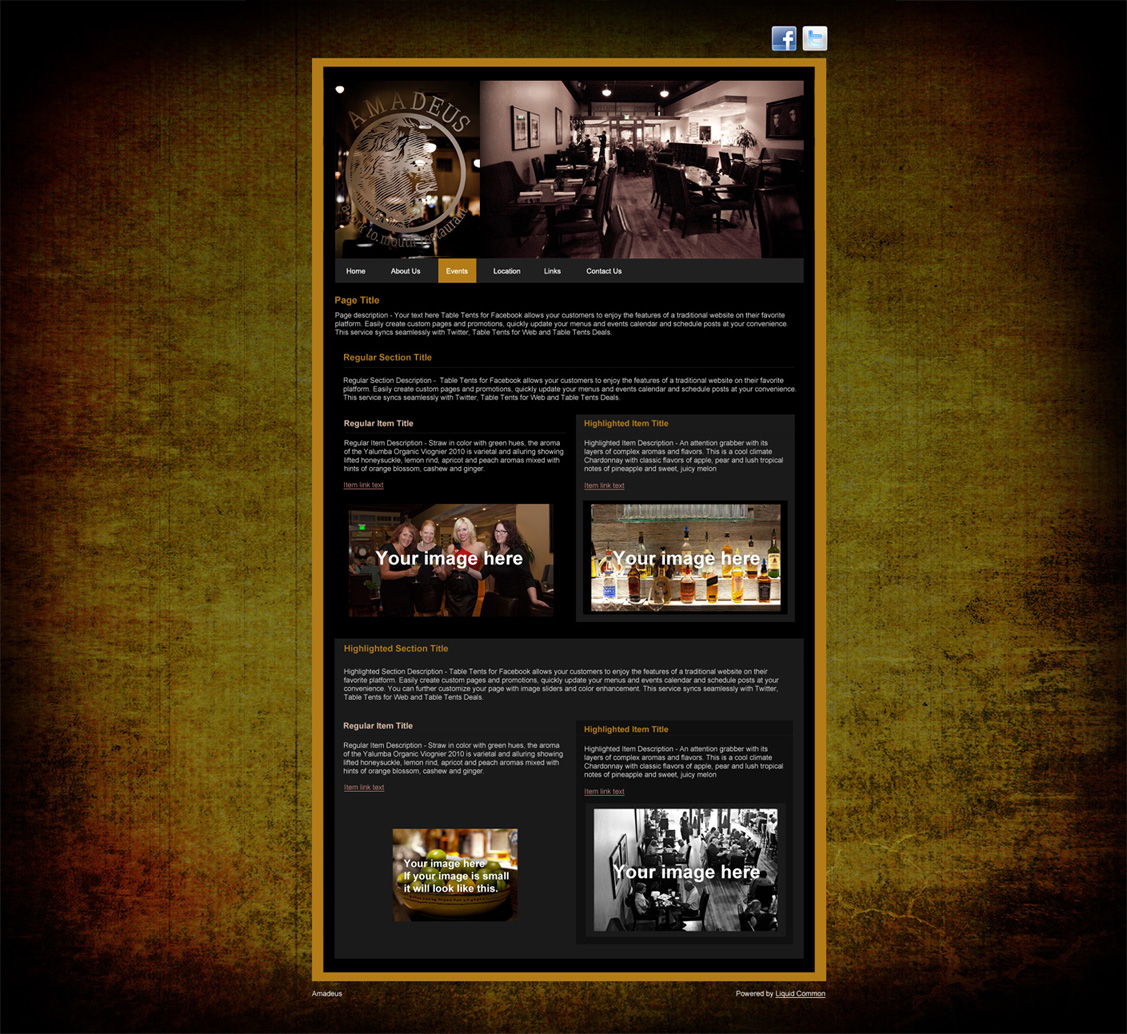 f t
AMADEUS
to mouth restaurant
Home About Us Events Location Links Contact Us
Page Title
Page description - Your text here Table Tents for Facebook allows your customers to enjoy the features of a traditional website on their favorite
platform. Easily create custom pages and promotions, quickly update your menus and events calendar and schedule posts at your convenience.
This service syncs seamlessly with Twitter, Table Tents for Web and Table Tents Deals.
Regular Section Title
Regular Section Description - Table Tents for Facebook allows your customers to enjoy the features of a traditional website on their favorite
platform. Easily create custom pages and promotions, quickly update your menus and events calendar and schedule posts at your convenience.
This service syncs seamlessly with Twitter, Table Tents for Web and Table Tents Deals.
Regular Item Title
Regular Item Description - Straw in color with green hues, the aroma
of the Yalumba Organic Viognier 2010 is varietal and alluring showing
lifted honeysuckle, lemon rind, apricot and peach aromas mixed with
hints of orange blossom, cashew and ginger.
Item link text
Your image here
Highlighted Item Title
Highlighted Item Description - An attention grabber with its
layers of complex aromas and flavors. This is a cool climate
Chardonnay with classic flavors of apple, pear and lush tropical
notes of pineapple and sweet, juicy melon
Item link text
Your image here
Highlighted Section Title
Highlighted Section Description - Table Tents for Facebook allows your customers to enjoy the features of a traditional website on their
favorite platform. Easily create custom pages and promotions, quickly update your menus and events calendar and schedule posts at your
convenience. You can further customize your page with image sliders and color enhancement. This service syncs seamlessly with Twitter,
Table Tents for Web and Table Tents Deals.
Regular Item Title
Regular Item Description - Straw in color with green hues, the aroma
of the Yalumba Organic Viognier 2010 is varietal and alluring showing
lifted honeysuckle, lemon rind, apricot and peach aromas mixed with
hints of orange blossom, cashew and ginger.
Item link text
Your image here
If your image is small
it will look like this.
Highlighted Item Title
Highlighted Item Description - An attention grabber with its
layers of complex aromas and flavors. This is a cool climate
Chardonnay with classic flavors of apple, pear and lush tropical
notes of pineapple and sweet, juicy melon
Item link text
Your image here
Amadeus
Powered by Liquid Common